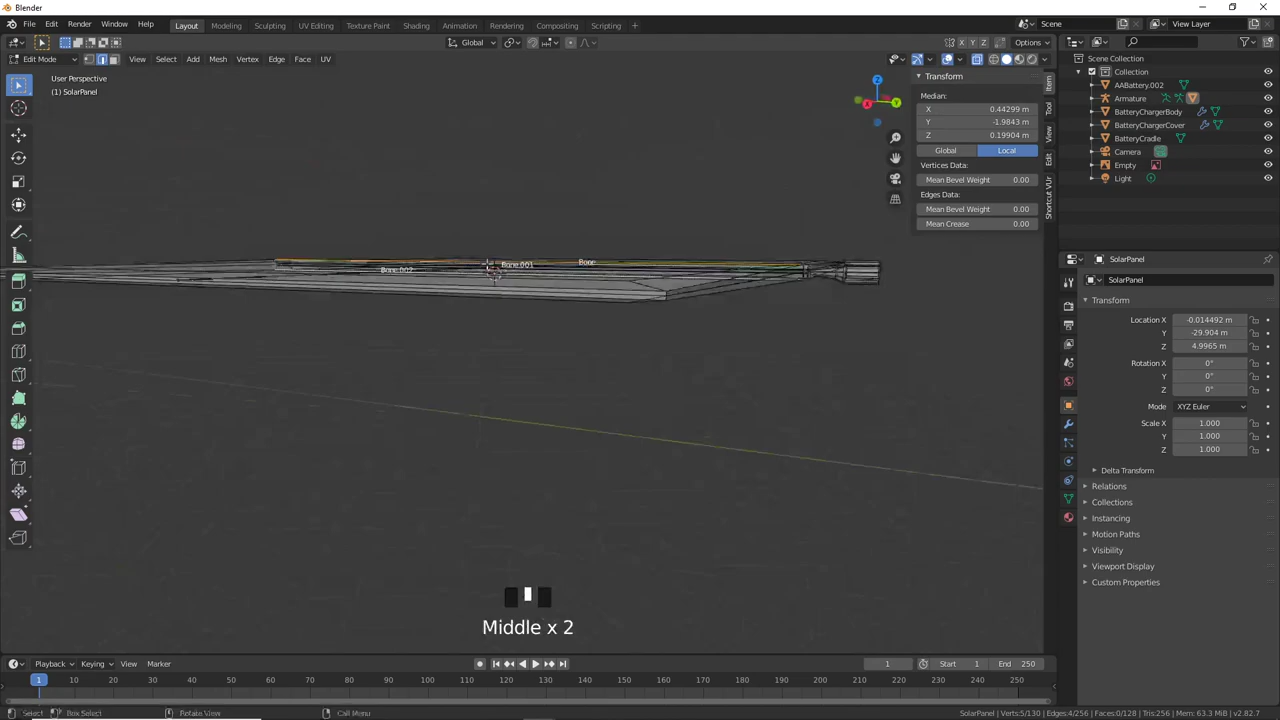 Blender
File Edit Render Window Help
Layout Modeling Sculpting UV Editing Texture Paint Shading Animation Rendering Compositing Scripting +
Scene
View Layer
Global
X Y Z
Options
Edit Mode
View Select Add Mesh Vertex Edge Face UV
User Perspective
(1) SolarPanel
Z
X
Y
Transform
Median:
X 0.44299 m
Y -1.9843 m
Z 0.19904 m
Global Local
Vertices Data:
Mean Bevel Weight 0.00
Edges Data:
Mean Bevel Weight 0.00
Mean Crease 0.00
Item
Tool
View
Edit
Shortcut VUr
Scene Collection
Collection
AABattery.002
Armature
BatteryChargerBody
BatteryChargerCover
BatteryCradle
Camera
Empty
Light
Bone.002
Bone.001
Bone
SolarPanel
SolarPanel
Transform
Location X -0.014492 m
Y -29.904 m
Z 4.9965 m
Rotation X 0°
Y 0°
Z 0°
Mode XYZ Euler
Scale X 1.000
Y 1.000
Z 1.000
Delta Transform
Relations
Collections
Instancing
Motion Paths
Visibility
Viewport Display
Custom Properties
Middle x 2
Playback Keying View Marker
1
Start 1
End 250
1 10 20 30 40 50 60 70 80 90 100 110 120 130 140 150 160 170 180 190 200 210 220 230 240 250
Select Box Select Rotate View Call Menu
SolarPanel | Verts:5/130 | Edges:4/256 | Faces:0/128 | Tris:256 | Mem: 63.3 MiB | v2.82.7